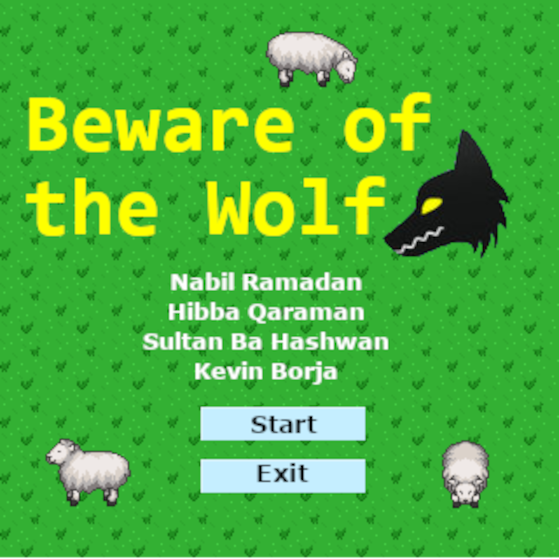 Beware of
the Wolf
Nabil Ramadan
Hibba Qaraman
Sultan Ba Hashwan
Kevin Borja
Start
Exit